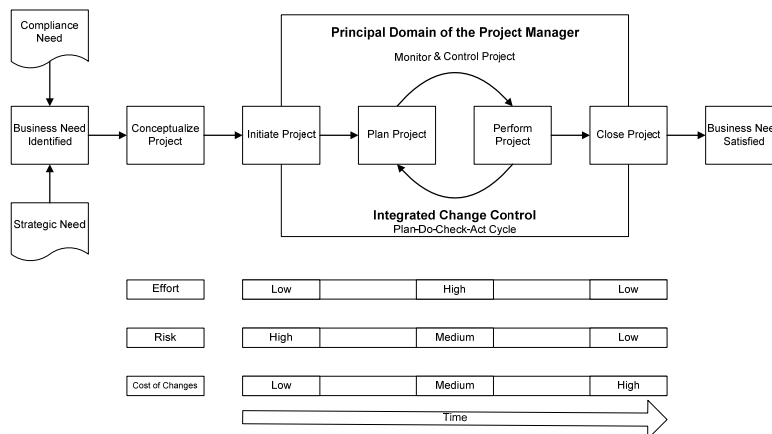 Compliance
Need
Principal Domain of the Project Manager
Monitor & Control Project
Business Need
Identified
Conceptualize
Project
Initiate Project
Plan Project
Perform
Project
Close Project
Business Nee
Satisfied
Strategic Need
Integrated Change Control
Plan-Do-Check-Act Cycle
Effort
Low
High
Low
Risk
High
Medium
Low
Cost of Changes
Low
Medium
High
Time